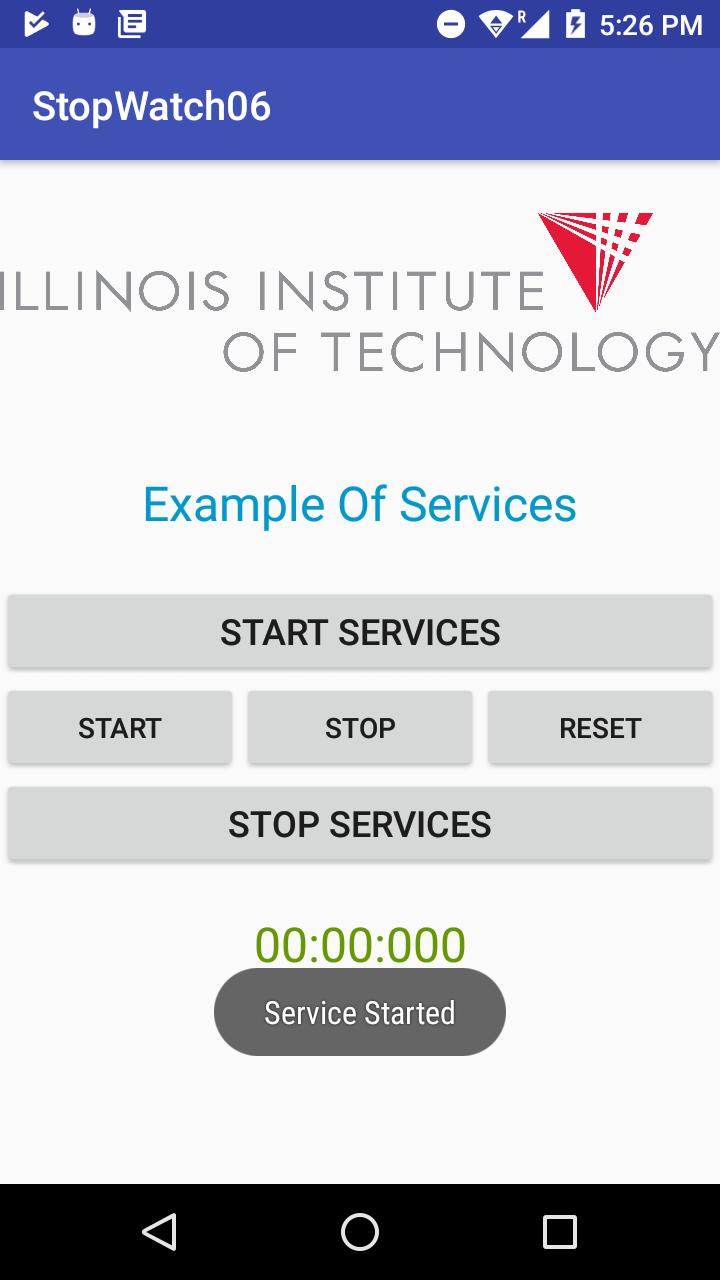 R 5:26 PM
StopWatch06
ILLINOIS INSTITUTE
OF TECHNOLOGY
Example Of Services
START SERVICES
START STOP RESET
STOP SERVICES
00:00:000
Service Started